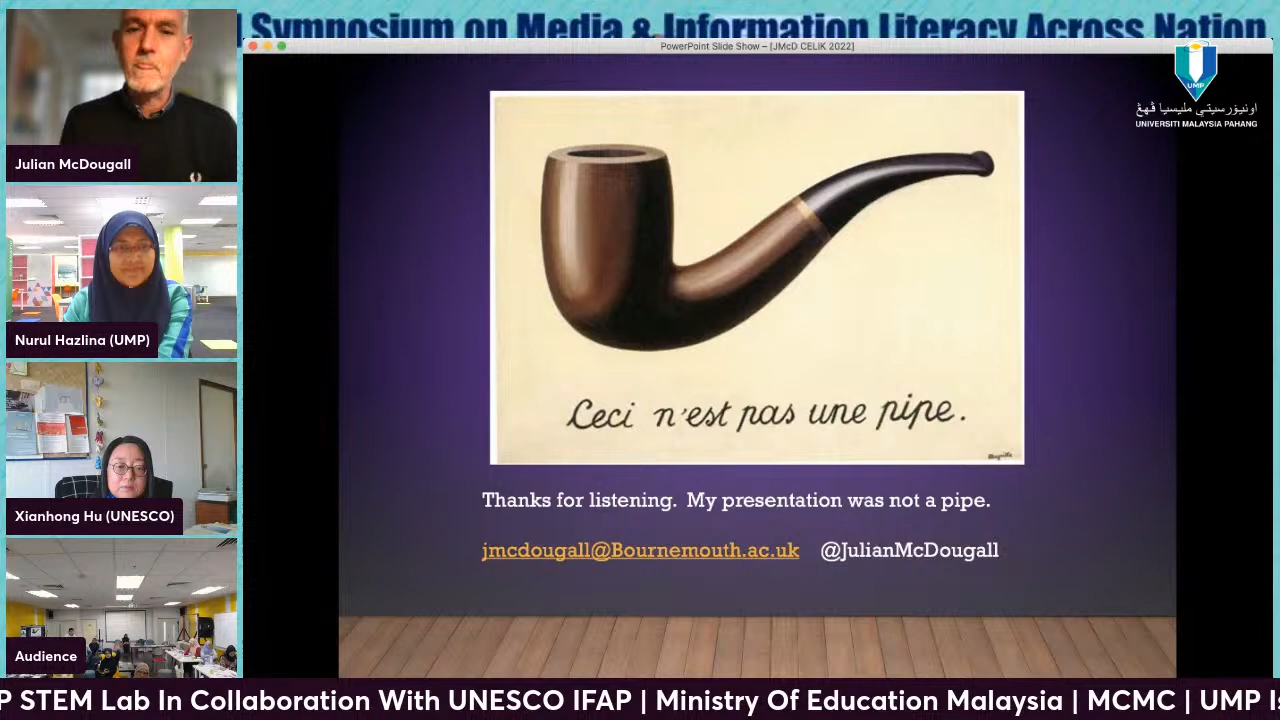 Symposium on Media & Information Literacy Across Nation
PowerPoint Slide Show – [JMcD CELIK 2022]
UMP
اونيۏرسيتي مليسيا ڤهڠ
UNIVERSITI MALAYSIA PAHANG
Julian McDougall
Nurul Hazlina (UMP)
Xianhong Hu (UNESCO)
Audience
Ceci n'est pas une pipe.
Magritte
Thanks for listening. My presentation was not a pipe.
jmcdougall@Bournemouth.ac.uk @JulianMcDougall
P STEM Lab In Collaboration With UNESCO IFAP | Ministry Of Education Malaysia | MCMC | UMP